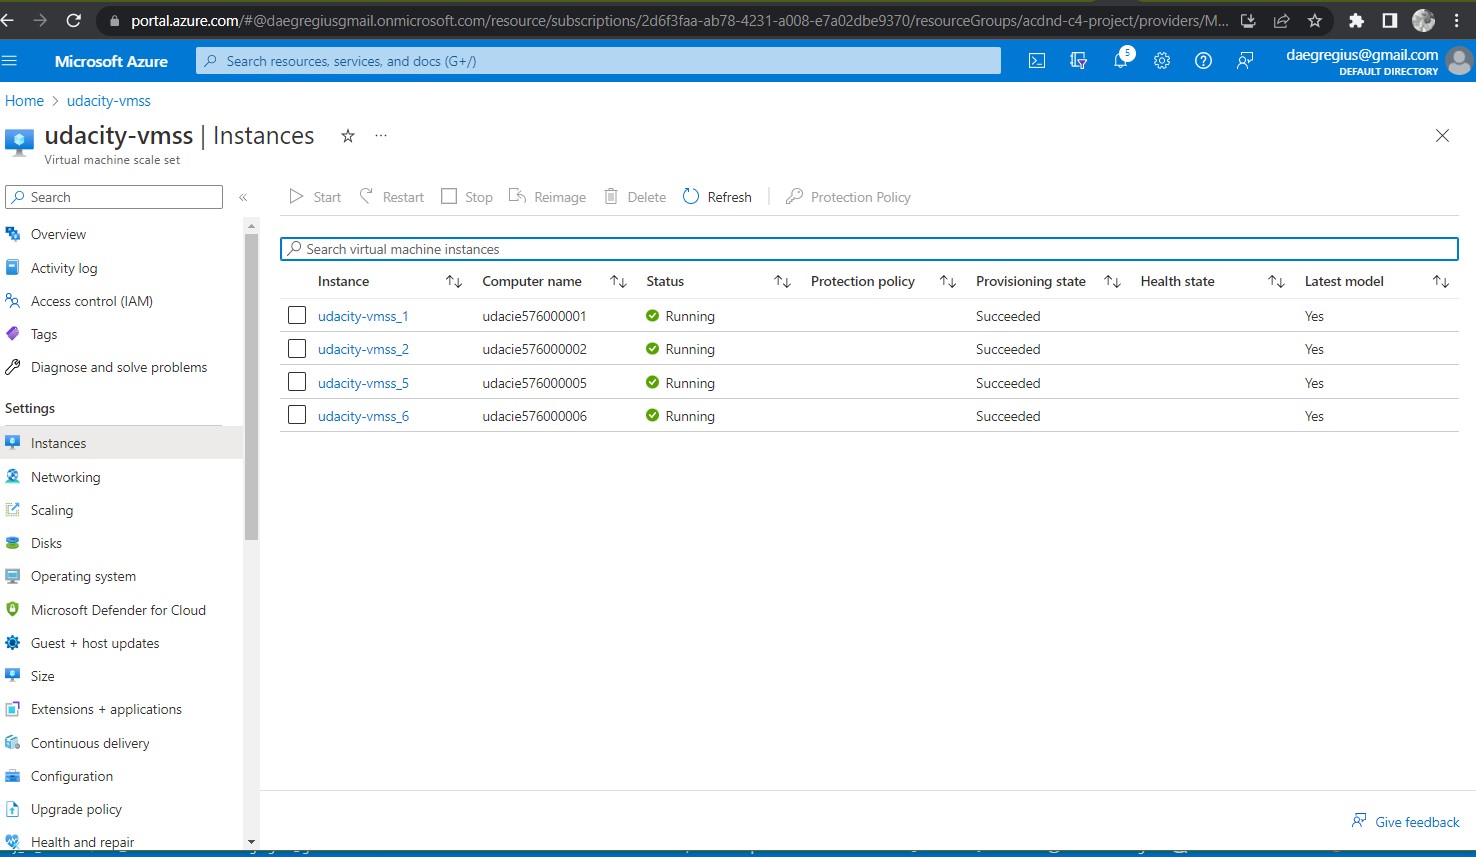 portal.azure.com/#@daegregiusgmail.onmicrosoft.com/resource/subscriptions/2d6f3faa-ab78-4231-a008-e7a02dbe9370/resourceGroups/acdnd-c4-project/providers/M...
Microsoft Azure
Search resources, services, and docs (G+/)
5
daegregius@gmail.com
DEFAULT DIRECTORY
Home > udacity-vmss
udacity-vmss | Instances
Virtual machine scale set
Search
Start Restart Stop Reimage Delete Refresh Protection Policy
Overview
Activity log
Access control (IAM)
Tags
Diagnose and solve problems
Settings
Instances
Networking
Scaling
Disks
Operating system
Microsoft Defender for Cloud
Guest + host updates
Size
Extensions + applications
Continuous delivery
Configuration
Upgrade policy
Health and repair
Search virtual machine instances
Instance Computer name Status Protection policy Provisioning state Health state Latest model
udacity-vmss_1 udacie576000001 Running Succeeded Yes
udacity-vmss_2 udacie576000002 Running Succeeded Yes
udacity-vmss_5 udacie576000005 Running Succeeded Yes
udacity-vmss_6 udacie576000006 Running Succeeded Yes
Give feedback